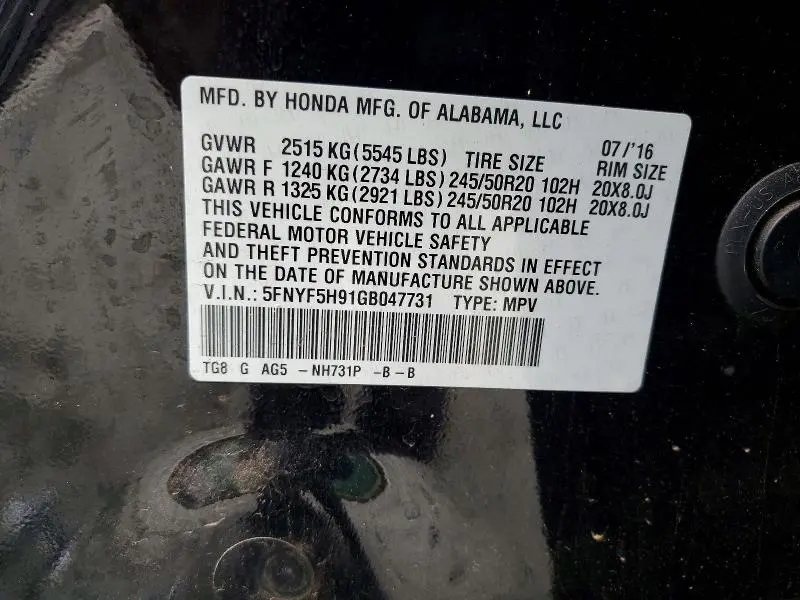 MFD. BY HONDA MFG. OF ALABAMA, LLC
GVWR 2515 KG(5545 LBS) TIRE SIZE 07/'16 RIM SIZE
GAWR F 1240 KG(2734 LBS) 245/50R20 102H 20X8.0J
GAWR R 1325 KG(2921 LBS) 245/50R20 102H 20X8.0J
THIS VEHICLE CONFORMS TO ALL APPLICABLE
FEDERAL MOTOR VEHICLE SAFETY
AND THEFT PREVENTION STANDARDS IN EFFECT
ON THE DATE OF MANUFACTURE SHOWN ABOVE.
V.I.N.: 5FNYF5H91GB047731 TYPE: MPV
TG8 G AG5 -NH731P -B-B